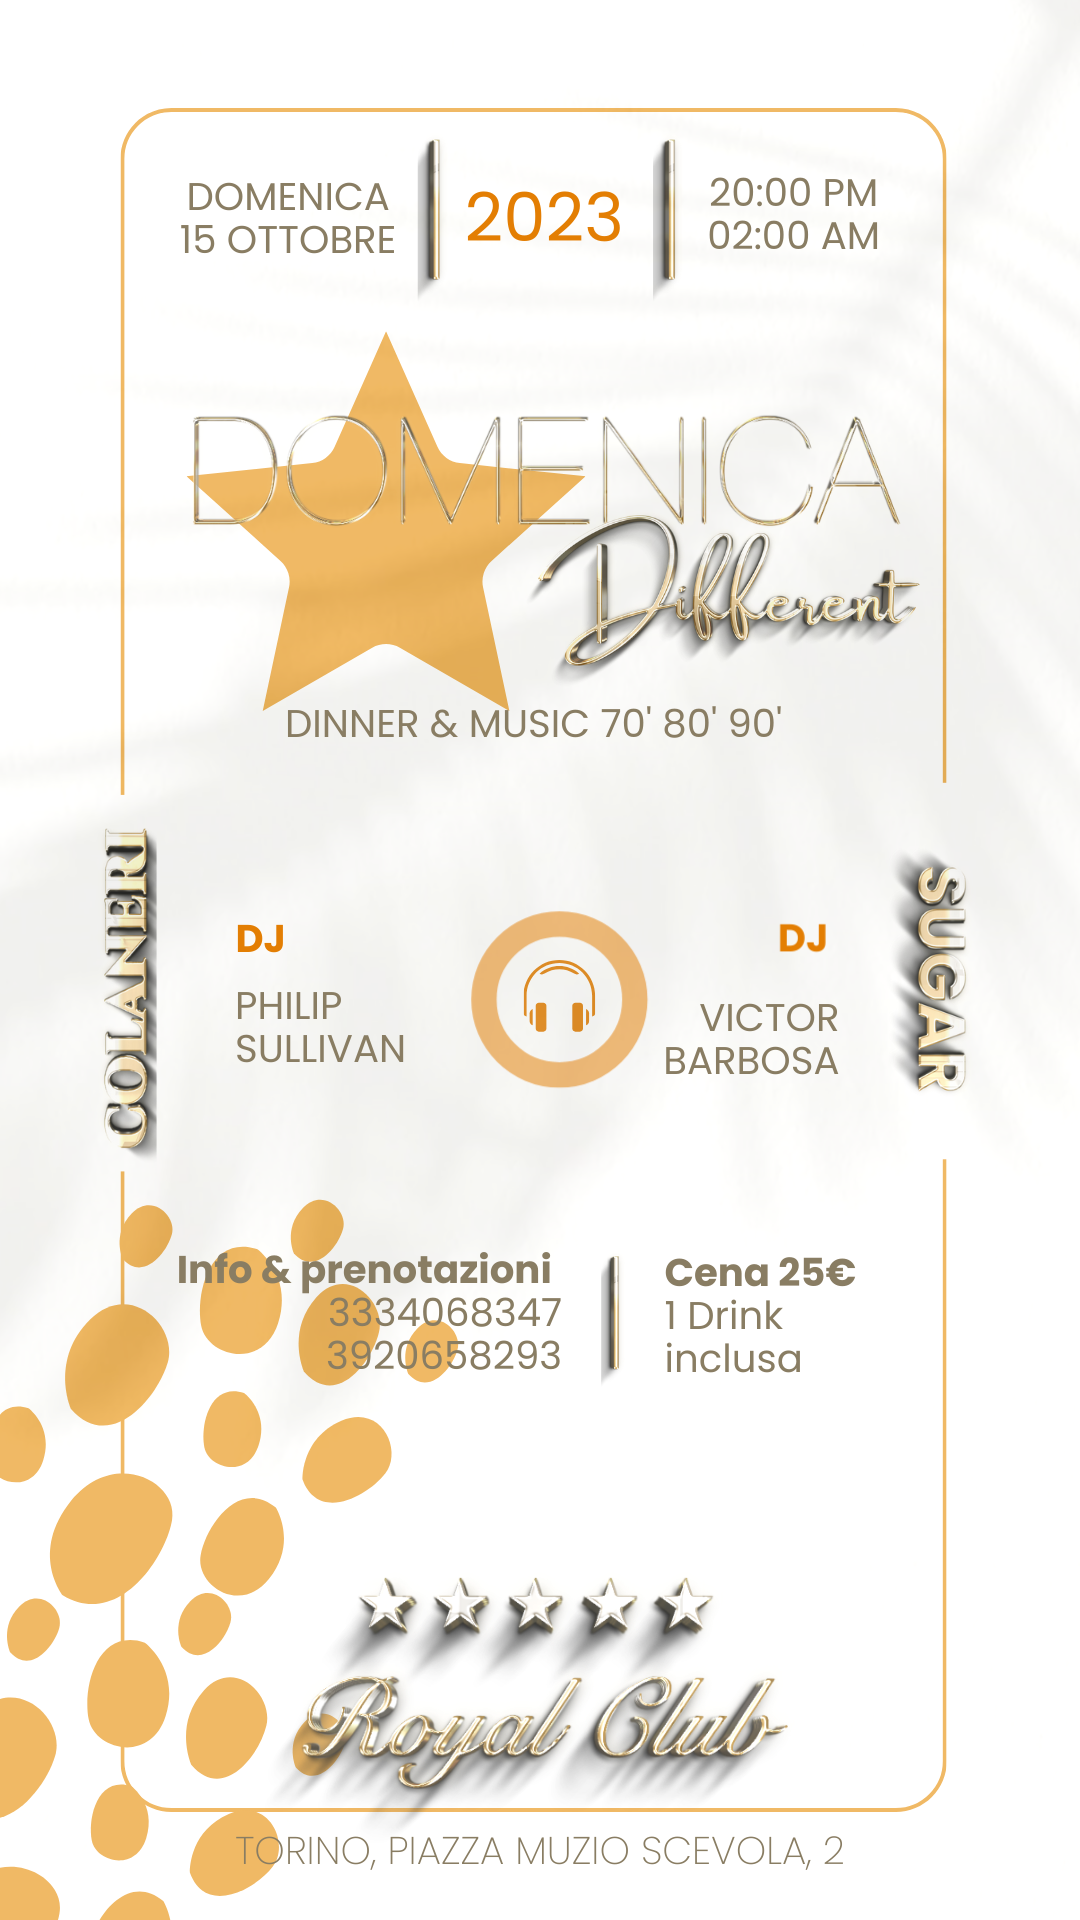 DOMENICA
15 OTTOBRE
2023
20:00 PM
02:00 AM
DOMENICA
Different
DINNER & MUSIC 70' 80' 90'
COLANERI
DJ
PHILIP
SULLIVAN
DJ
VICTOR
BARBOSA
SUGAR
Info & prenotazioni
3334068347
3920658293
Cena 25€
1 Drink
inclusa
Royal Club
TORINO, PIAZZA MUZIO SCEVOLA, 2